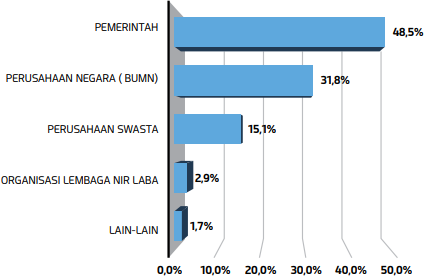 PEMERINTAH
48,5%
PERUSAHAAN NEGARA ( BUMN)
31,8%
PERUSAHAAN SWASTA
15,1%
ORGANISASI LEMBAGA NIR LABA
2,9%
LAIN-LAIN
1,7%
0,0% 10,0% 20,0% 30,0% 40,0% 50,0%